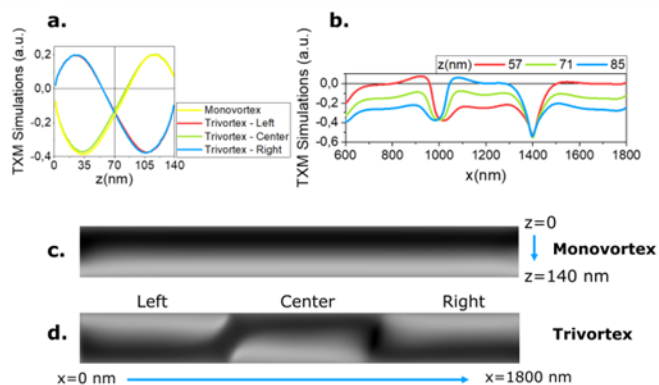 a.
TXM Simulations (a.u.)
0,2
0,0
-0,4
0
35
70
105
140
z(nm)
Monovortex
Trivortex - Left
Trivortex - Center
Trivortex - Right
b.
z(nm) 57 71 85
TXM Simulations (a.u.)
0,0
-0,2
-0,4
0,6
600 800 1000 1200 1400 1600 1800
x(nm)
c.
z=0
Monovortex
z=140 nm
Left Center Right
d.
Trivortex
x=0 nm
x=1800 nm